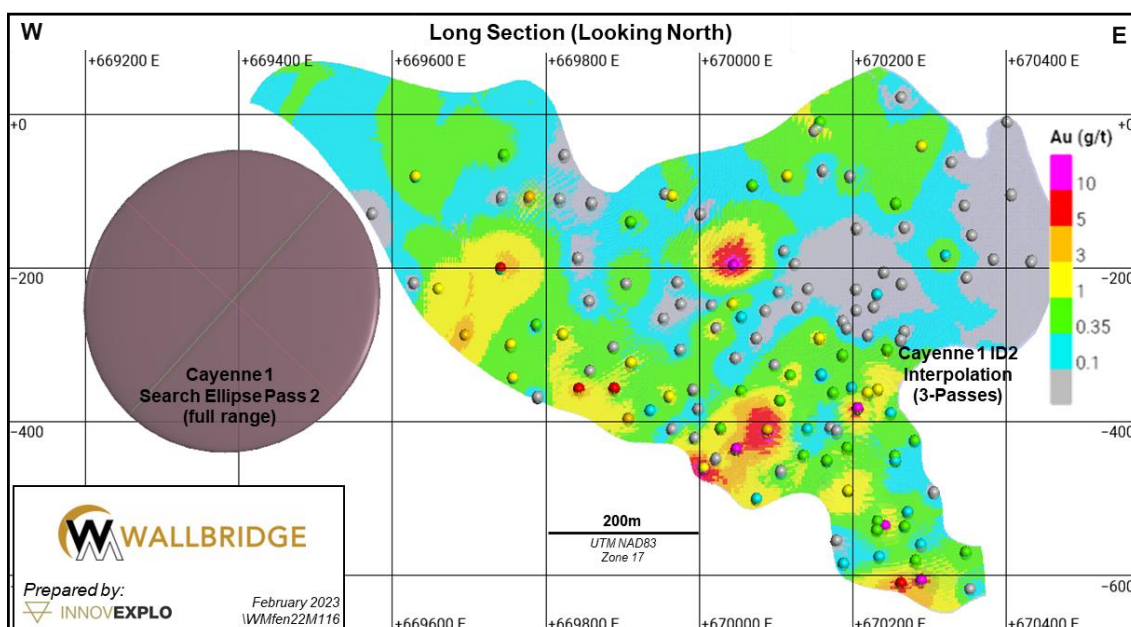 W
Long Section (Looking North)
E
+669200 E
+669400 E
+669600 E
+669800 E
+670000 E
+670200 E
+670400 E
+0
+0
Au (g/t)
10
5
3
1
0.35
0.1
−200
−200
Cayenne 1
Search Ellipse Pass 2
(full range)
Cayenne 1 ID2
Interpolation
(3-Passes)
−400
−400
200m
UTM NAD83
Zone 17
WALLBRIDGE
Prepared by:
INNOVEXPLO
February 2023
\WMfen22M116
−600
+669600 E
+669800 E
+670000 E
+670200 E
+670400 E